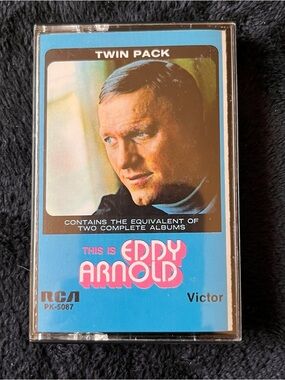 TWIN PACK
CONTAINS THE EQUIVALENT OF
TWO COMPLETE ALBUMS
THIS IS EDDY
ARNOLD
RCA Victor
PK-5087